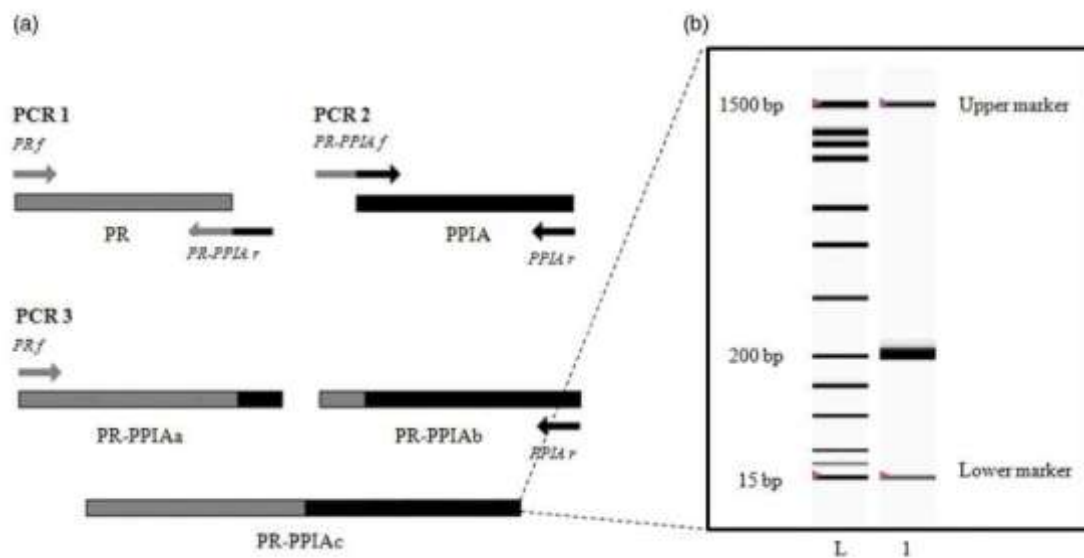 (a)
(b)
PCR 1
PR f
PR
PR-PPIA r
PCR 2
PR-PPIA f
PPIA
PPIA r
PCR 3
PR f
PR-PPIAa
PR-PPIAb
PPIA r
PR-PPIAc
1500 bp
Upper marker
200 bp
15 bp
Lower marker
L 1